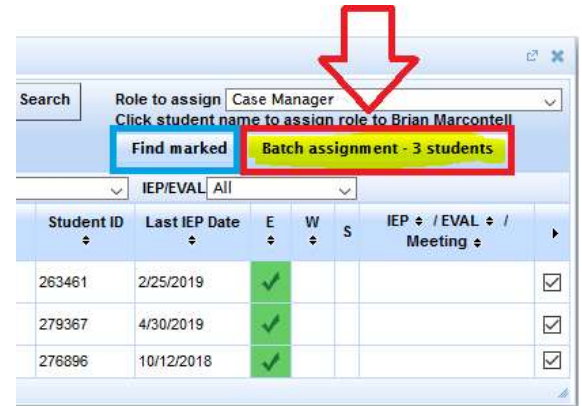 Search Role to assign Case Manager
Click student name to assign role to Brian Marcontell
Find marked Batch assignment - 3 students
IEP/EVAL All
Student ID Last IEP Date E W S IEP / EVAL /
Meeting
263461 2/25/2019
279367 4/30/2019
276896 10/12/2018